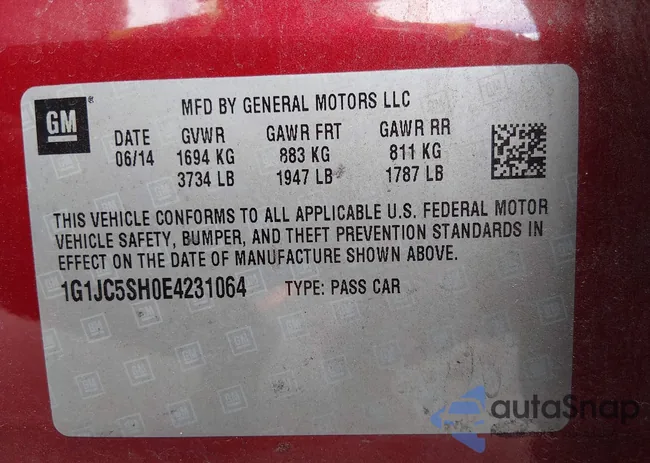 GM ®
MFD BY GENERAL MOTORS LLC
DATE GVWR GAWR FRT GAWR RR
06/14 1694 KG 883 KG 811 KG
3734 LB 1947 LB 1787 LB
THIS VEHICLE CONFORMS TO ALL APPLICABLE U.S. FEDERAL MOTOR
VEHICLE SAFETY, BUMPER, AND THEFT PREVENTION STANDARDS IN
EFFECT ON THE DATE OF MANUFACTURE SHOWN ABOVE.
1G1JC5SH0E4231064 TYPE: PASS CAR
autoSnap